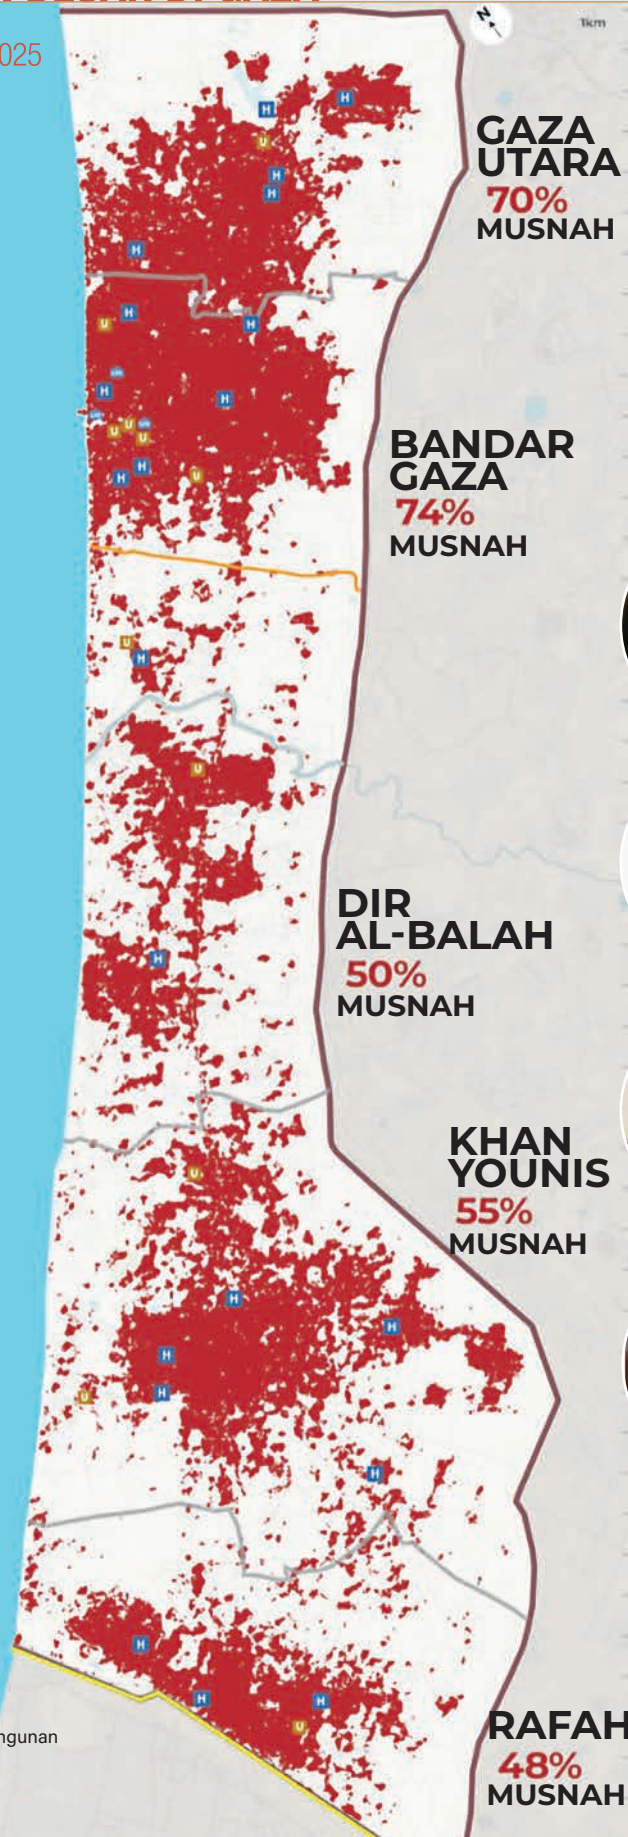 025
N
1km
GAZA
UTARA
70%
MUSNAH
BANDAR
GAZA
74%
MUSNAH
DIR
AL-BALAH
50%
MUSNAH
KHAN
YOUNIS
55%
MUSNAH
ngunan
RAFAH
48%
MUSNAH